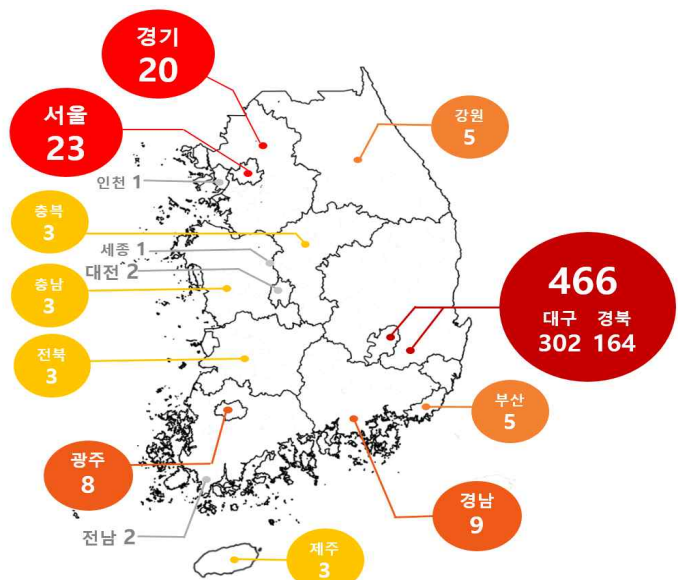 경기
20
서울
23
강원
5
인천 1
충북
3
세종 1
대전 2
충남
3
466
대구 경북
302 164
전북
3
부산
5
광주
8
경남
9
전남 2
제주
3